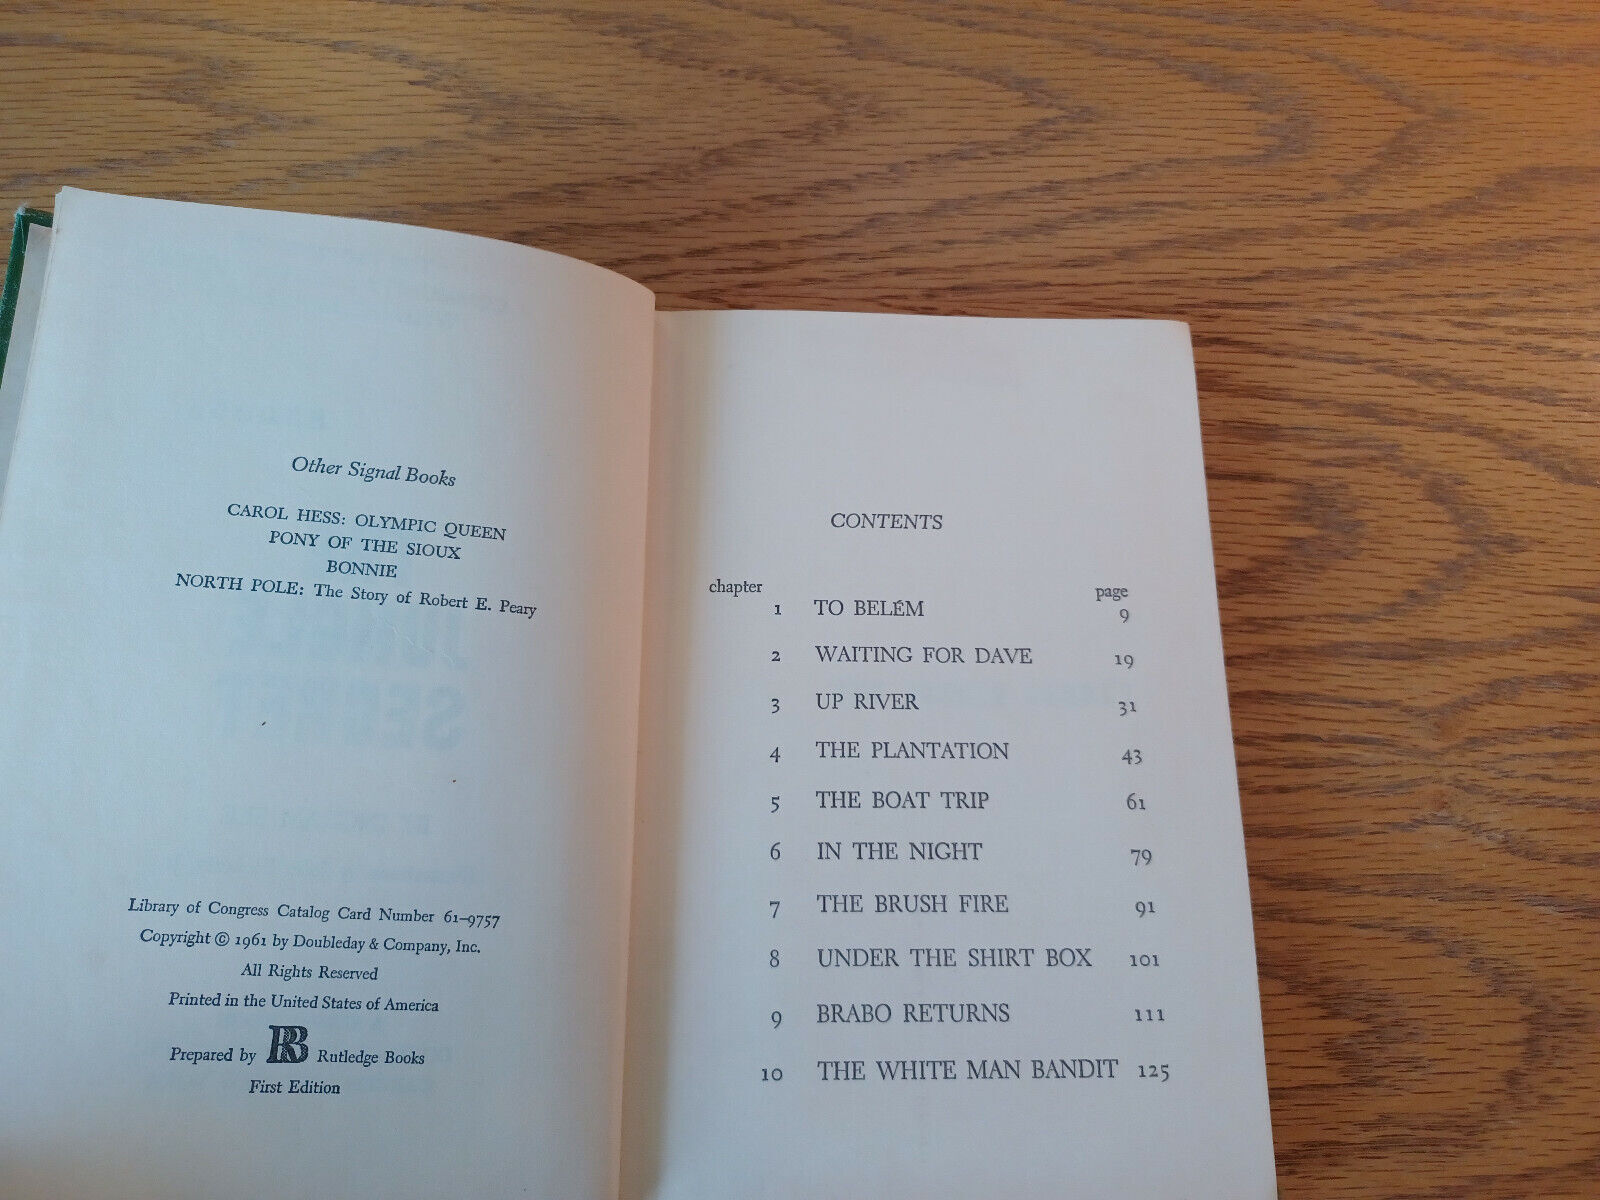 Other Signal Books
CAROL HESS: OLYMPIC QUEEN
PONY OF THE SIOUX
BONNIE
NORTH POLE: The Story of Robert E. Peary
Library of Congress Catalog Card Number 61–9757
Copyright © 1961 by Doubleday & Company, Inc.
All Rights Reserved
Printed in the United States of America
Prepared by RB Rutledge Books
First Edition
CONTENTS
chapter page
1 TO BELÉM 9
2 WAITING FOR DAVE 19
3 UP RIVER 31
4 THE PLANTATION 43
5 THE BOAT TRIP 61
6 IN THE NIGHT 79
7 THE BRUSH FIRE 91
8 UNDER THE SHIRT BOX 101
9 BRABO RETURNS 111
10 THE WHITE MAN BANDIT 125